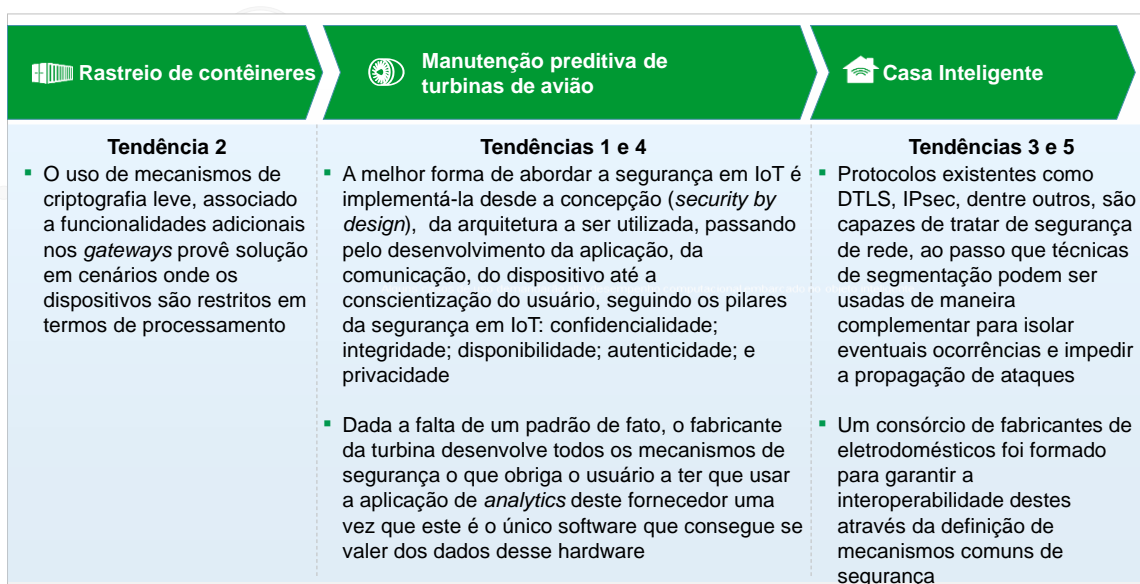 Rastreio de contêineres
Manutenção preditiva de
turbinas de avião
Casa Inteligente
Tendência 2
▪ O uso de mecanismos de
criptografia leve, associado
a funcionalidades adicionais
nos gateways provê solução
em cenários onde os
dispositivos são restritos em
termos de processamento
Tendências 1 e 4
▪ A melhor forma de abordar a segurança em IoT é
implementá-la desde a concepção (security by
design), da arquitetura a ser utilizada, passando
pelo desenvolvimento da aplicação, da
comunicação, do dispositivo até a
conscientização do usuário, seguindo os pilares
da segurança em IoT: confidencialidade;
integridade; disponibilidade; autenticidade; e
privacidade
▪ Dada a falta de um padrão de fato, o fabricante
da turbina desenvolve todos os mecanismos de
segurança o que obriga o usuário a ter que usar
a aplicação de analytics deste fornecedor uma
vez que este é o único software que consegue se
valer dos dados desse hardware
Tendências 3 e 5
▪ Protocolos existentes como
DTLS, IPsec, dentre outros, são
capazes de tratar de segurança
de rede, ao passo que técnicas
de segmentação podem ser
usadas de maneira
complementar para isolar
eventuais ocorrências e impedir
a propagação de ataques
▪ Um consórcio de fabricantes de
eletrodomésticos foi formado
para garantir a
interoperabilidade destes
através da definição de
mecanismos comuns de
segurança